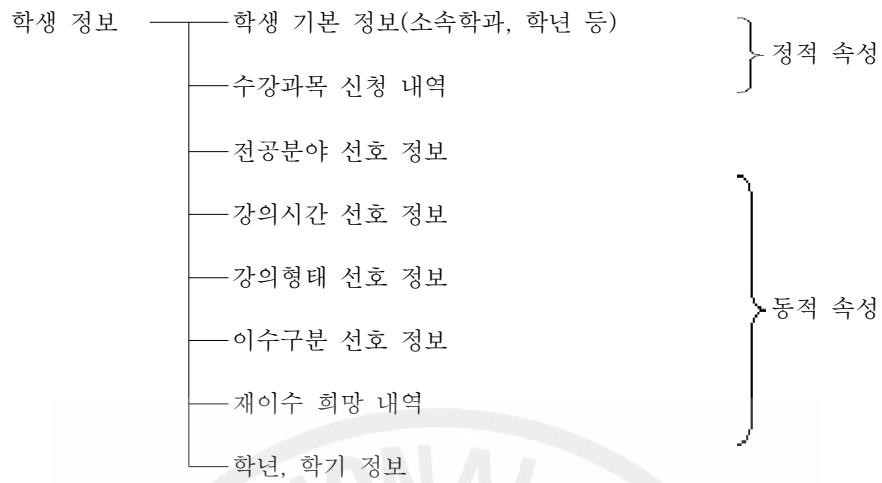 학생 정보 학생 기본 정보(소속학과, 학년 등)
정적 속성
수강과목 신청 내역
전공분야 선호 정보
강의시간 선호 정보
강의형태 선호 정보
동적 속성
이수구분 선호 정보
재이수 희망 내역
학년, 학기 정보